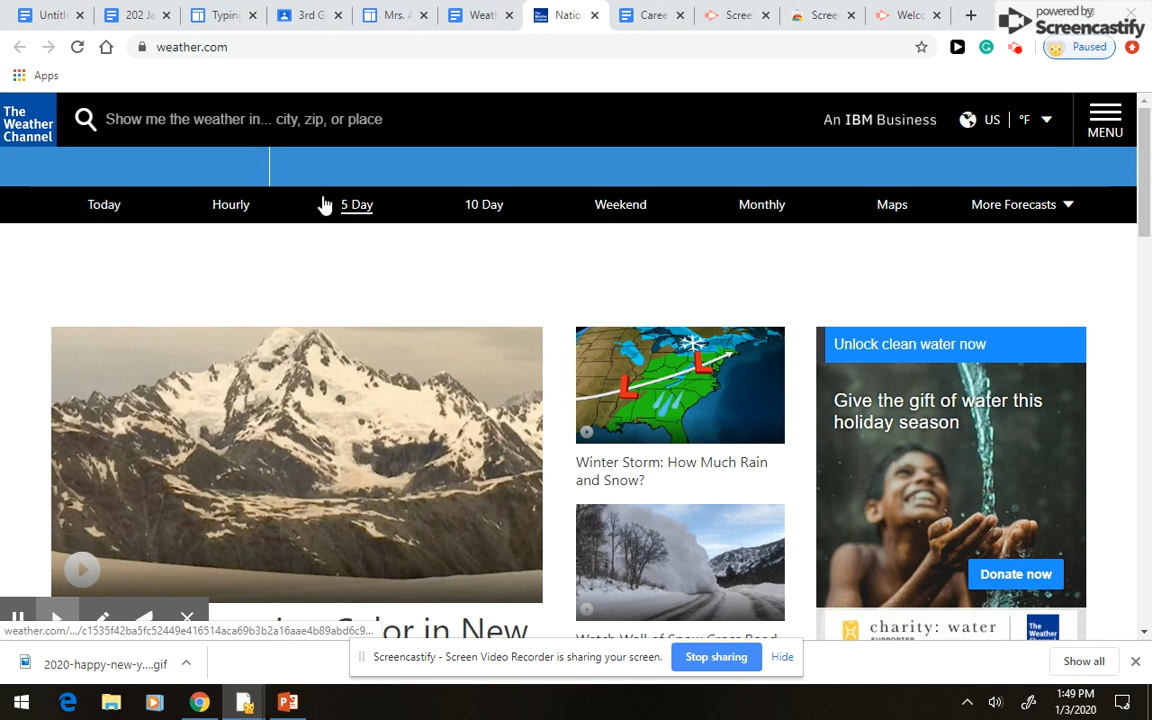 Untitle
202 Ja
Typing
3rd G
Mrs. A
Weat
Natio
Caree
Scree
Scree
Welco
powered by
Screencastify
weather.com
Paused
Apps
The
Weather
Channel
Show me the weather in... city, zip, or place
An IBM Business
US
°F
MENU
Today
Hourly
5 Day
10 Day
Weekend
Monthly
Maps
More Forecasts
Unlock clean water now
Give the gift of water this
holiday season
L
L
Winter Storm: How Much Rain
and Snow?
Donate now
charity: water
The
Weather
Channel
Color in New
weather.com/.../c1535f42ba5fc52449e416514aca69b3b2a16aae4b89abd6c9...
Screencastify - Screen Video Recorder is sharing your screen.
Stop sharing
Hide
2020-happy-new-y....gif
Show all
1:49 PM
1/3/2020